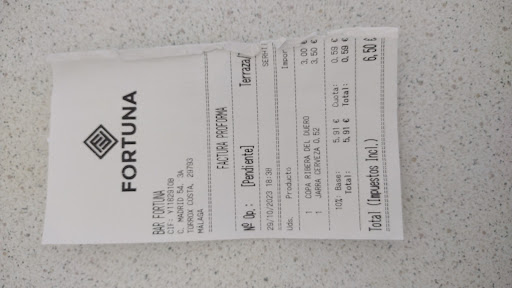 FORTUNA
BAR FORTUNA
C. MADRID 54, 3A
TORROX COSTA, 29793
MALAGA
FACTURA PROFORMA
Nº Op.: [Pendiente] Terraza/
29/10/2023 18:38
Uds. Producto Impor
1 COPA RIBERA DEL DUERO 3,00 €
1 JARRA CERVEZA 0,52 3,50 €
10% Base: 5,91 € Cuota: 0,59 €
Total: 5,91 € Total: 0,59 €
Total (Impuestos Incl.) 6,50 €